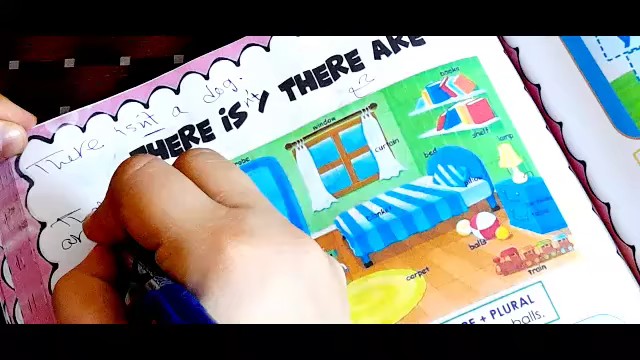 There isn't a dog.
THERE IS n't / THERE ARE
window
books
shelf
lamp
curtain
bed
pillow
blanket
balls
carpet
train
+ PLURAL
balls.